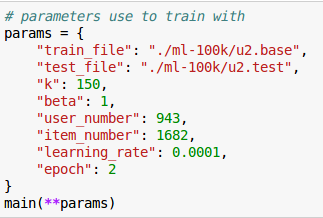 # parameters use to train with
params = {
    "train_file": "./ml-100k/u2.base",
    "test_file": "./ml-100k/u2.test",
    "k": 150,
    "beta": 1,
    "user_number": 943,
    "item_number": 1682,
    "learning_rate": 0.0001,
    "epoch": 2
}
main(**params)